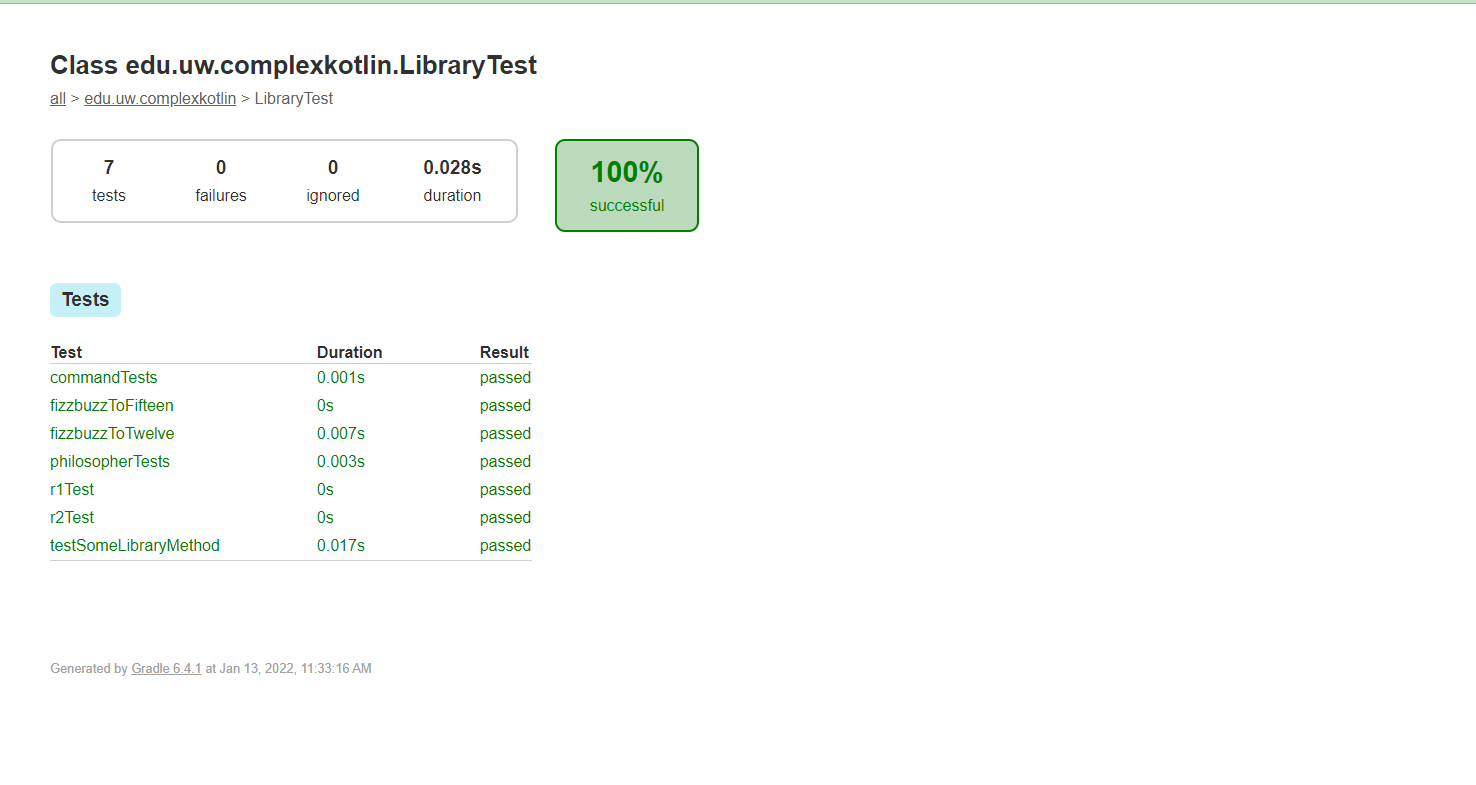 Class edu.uw.complexkotlin.LibraryTest
all > edu.uw.complexkotlin > LibraryTest
7 0 0 0.028s
tests failures ignored duration
100%
successful
Tests
Test Duration Result
commandTests 0.001s passed
fizzbuzzToFifteen 0s passed
fizzbuzzToTwelve 0.007s passed
philosopherTests 0.003s passed
r1Test 0s passed
r2Test 0s passed
testSomeLibraryMethod 0.017s passed
Generated by Gradle 6.4.1 at Jan 13, 2022, 11:33:16 AM